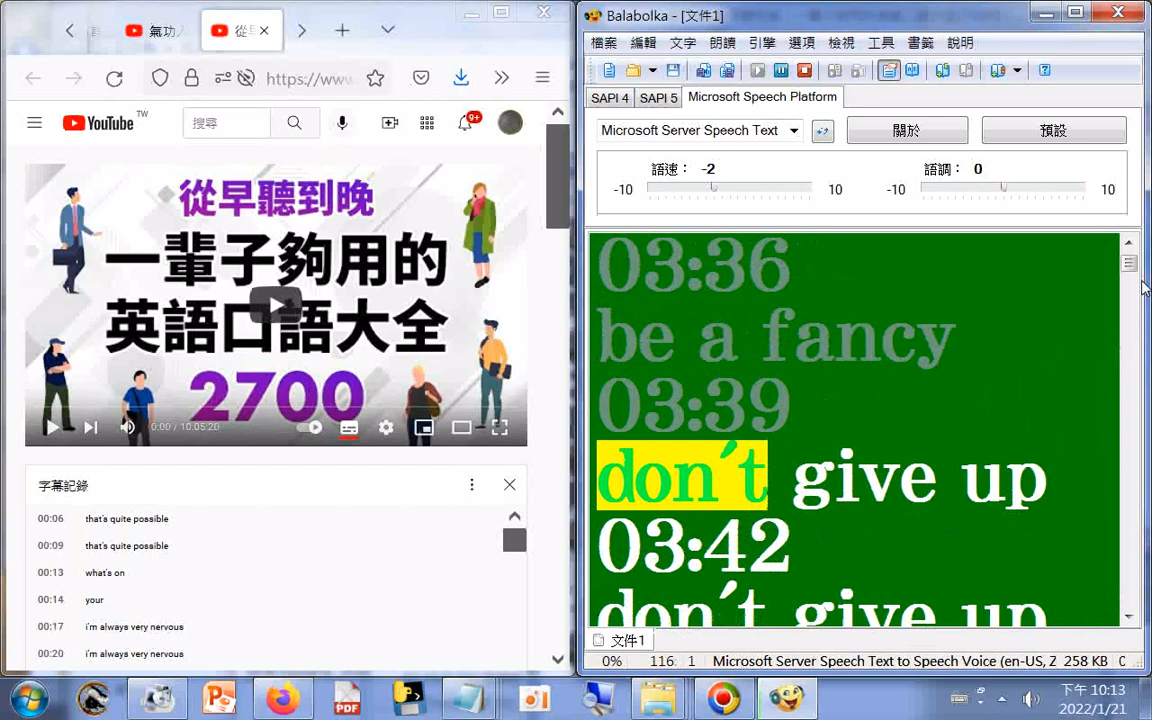 氣功入
從早
https://www
YouTube TW
搜尋
9+
從早聽到晚
一輩子夠用的
英語口語大全
2700
0:00 / 10:05:20
字幕記錄
00:06 that's quite possible
00:09 that's quite possible
00:13 what's on
00:14 your
00:17 i'm always very nervous
00:20 i'm always very nervous
Balabolka - [文件1]
檔案 編輯 文字 朗讀 引擎 選項 檢視 工具 書籤 說明
SAPI 4 SAPI 5 Microsoft Speech Platform
Microsoft Server Speech Text
關於
預設
語速： -2
語調： 0
-10 10 -10 10
03:36
be a fancy
03:39
don't give up
03:42
don't give up
文件1
0% 116: 1 Microsoft Server Speech Text to Speech Voice (en-US, Z 258 KB
PDF
下午 10:13
2022/1/21